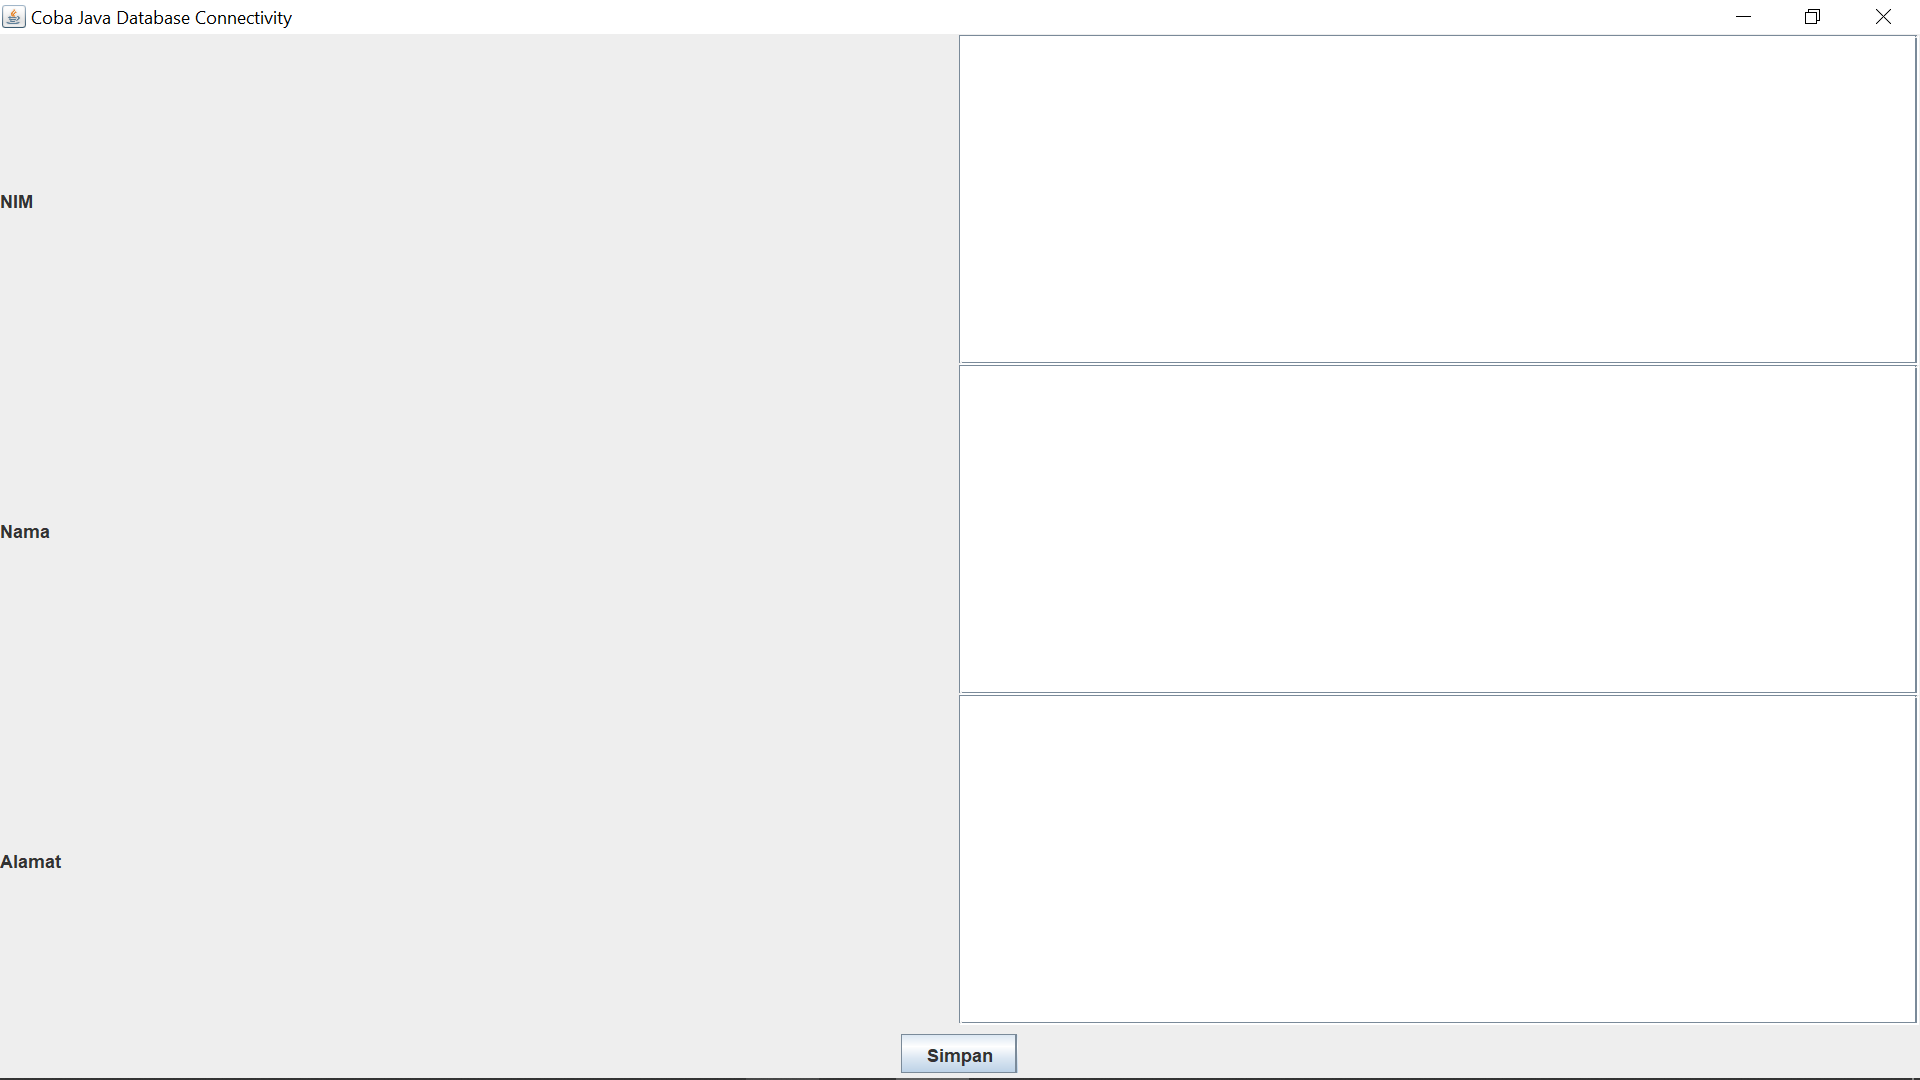 Coba Java Database Connectivity
NIM
Nama
Alamat
Simpan